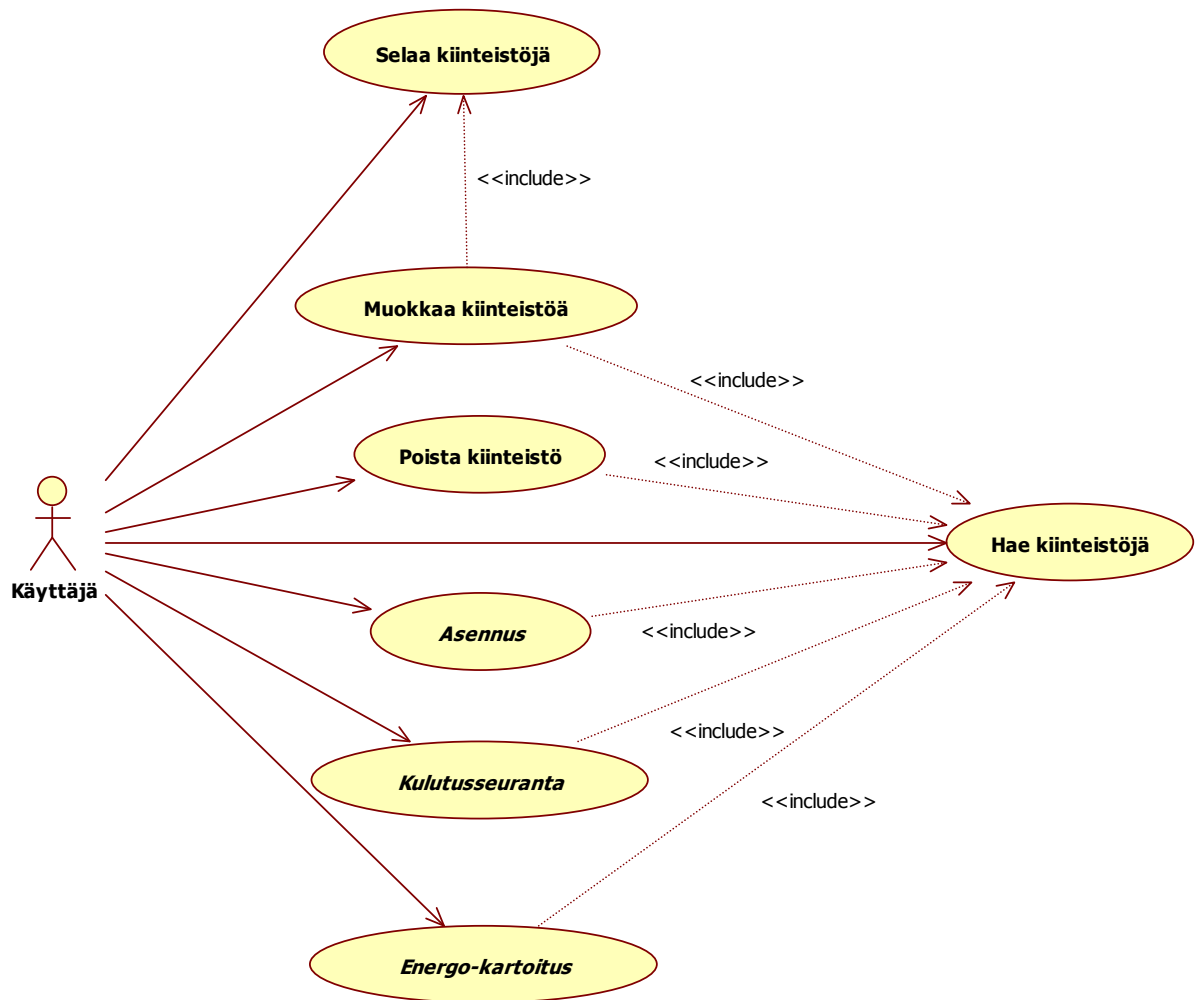 Selaa kiinteistöjä
<<include>>
Muokkaa kiinteistöä
<<include>>
Poista kiinteistö
<<include>>
Hae kiinteistöjä
Käyttäjä
Asennus
<<include>>
<<include>>
Kulutusseuranta
<<include>>
Energo-kartoitus